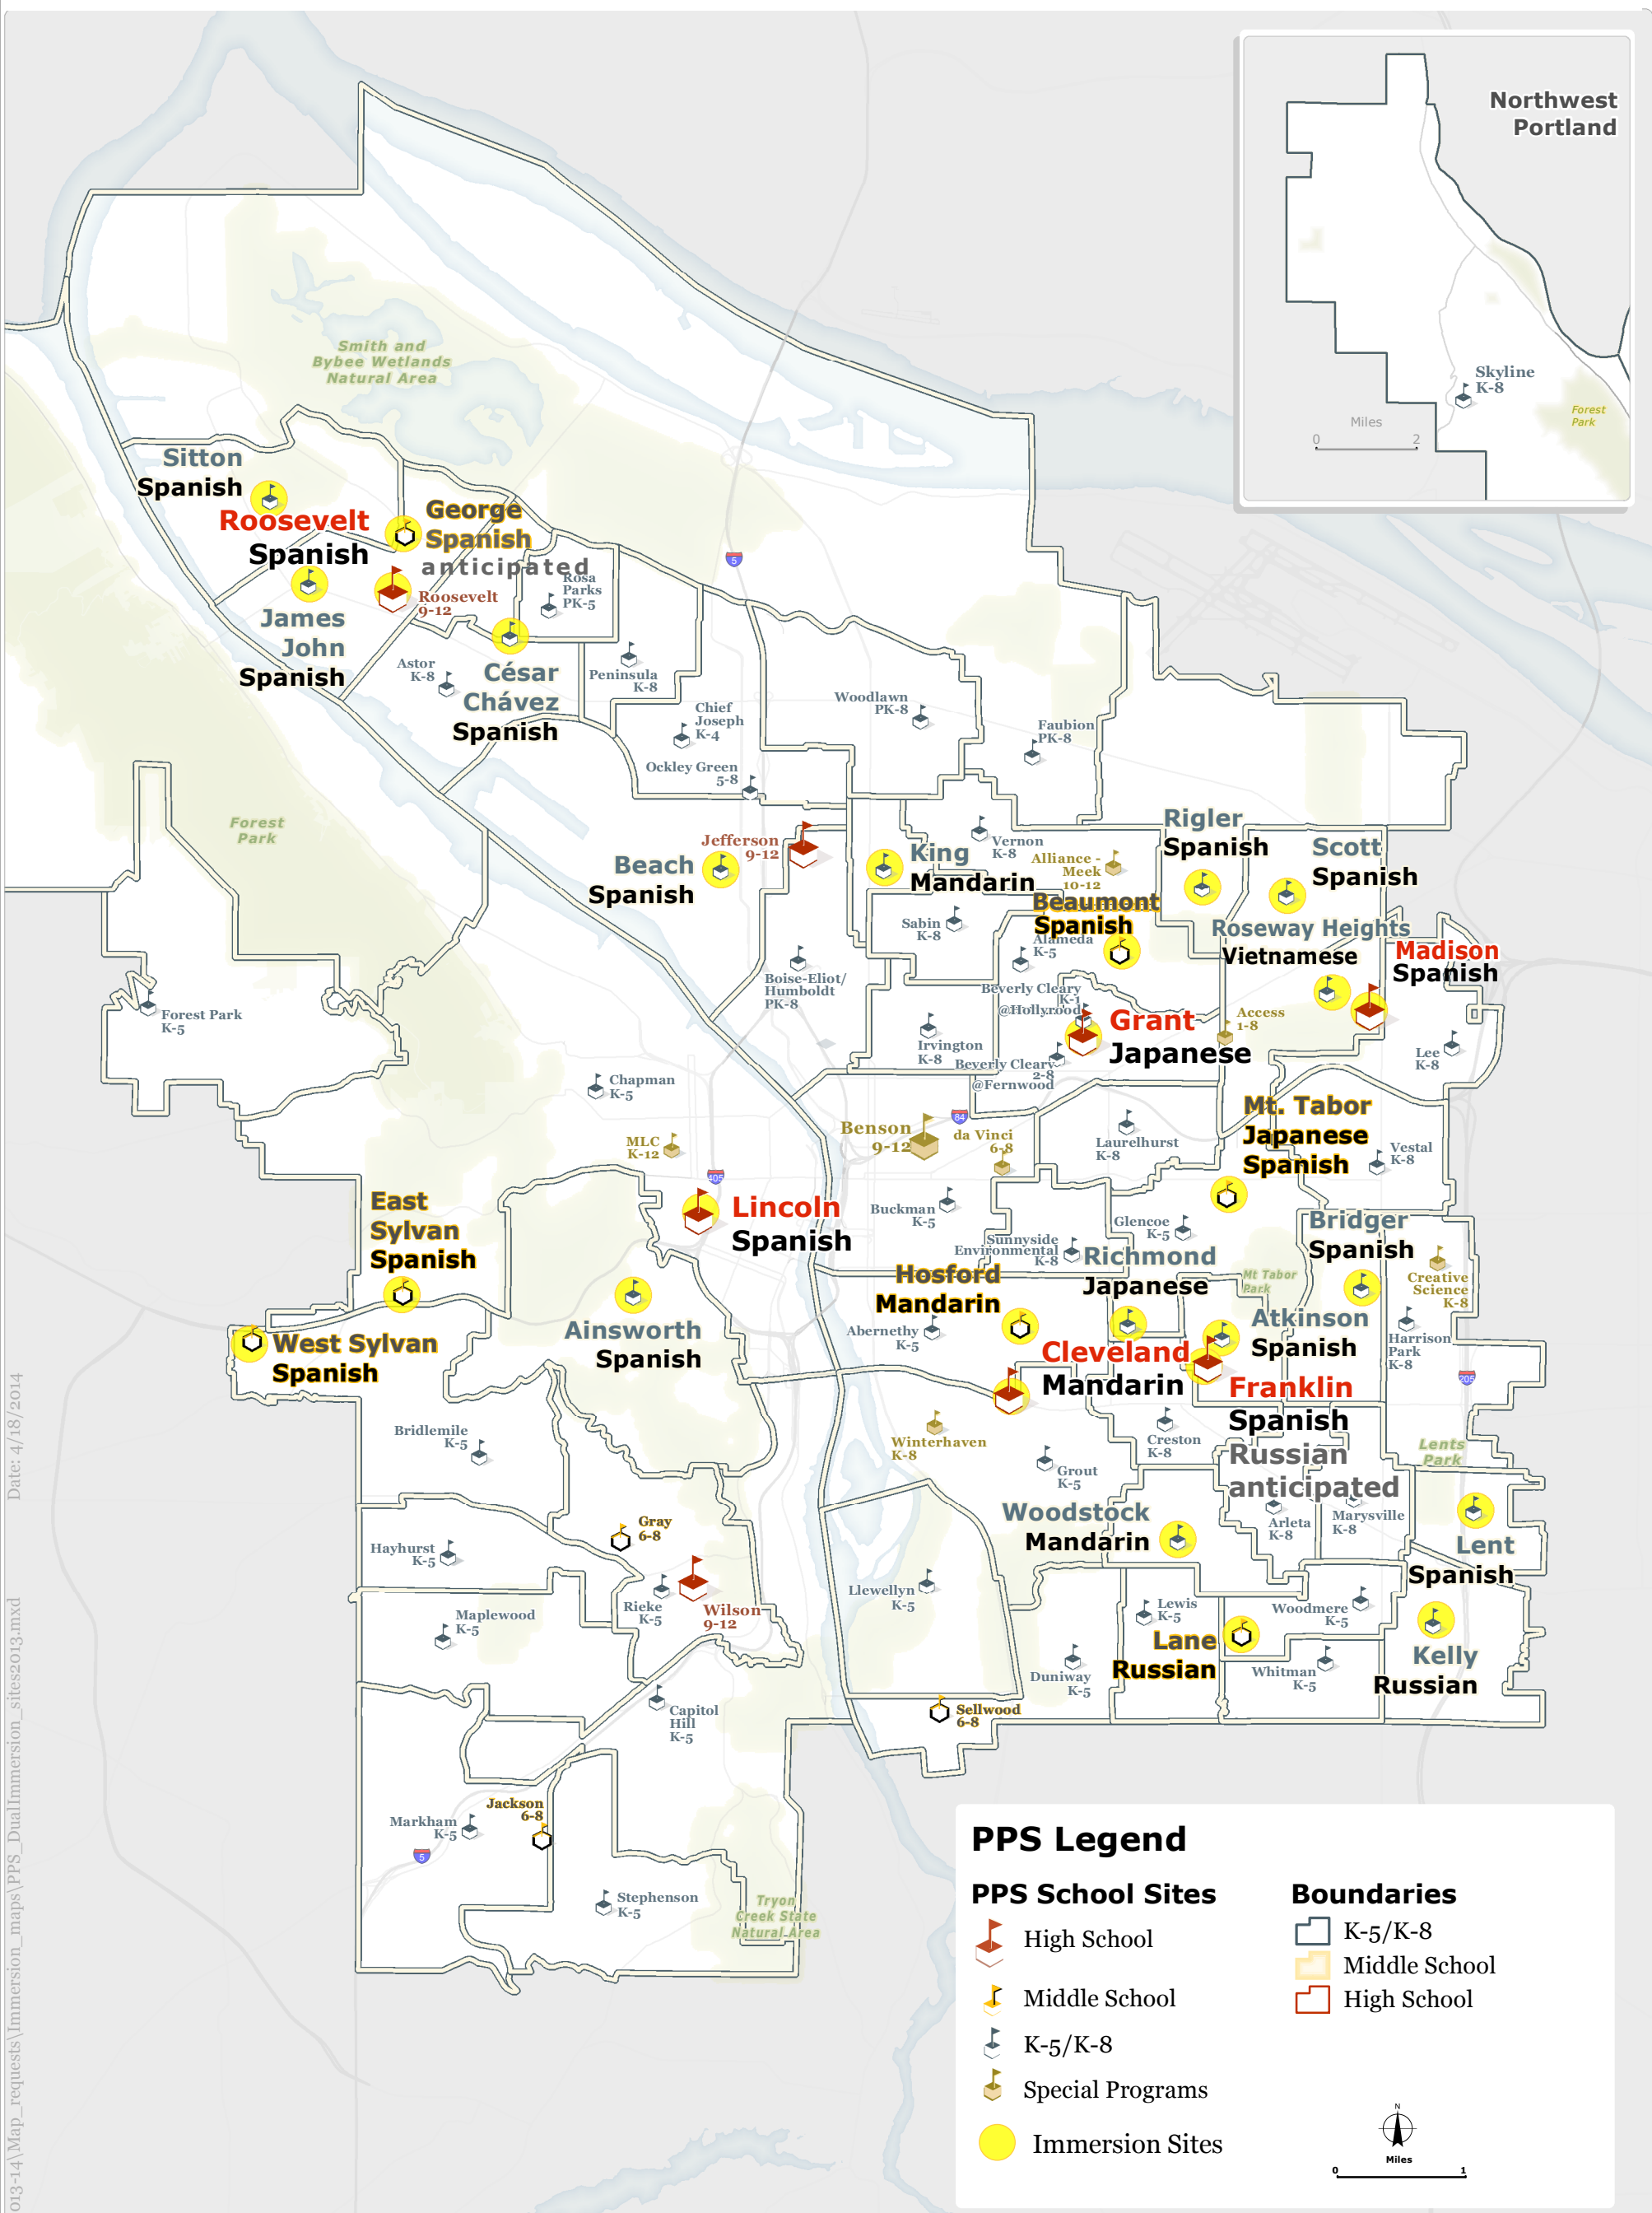 Northwest
Portland
Skyline
K-8
Forest
Park
Miles
0 2
Smith and
Bybee Wetlands
Natural Area
Sitton
Spanish
Roosevelt
Spanish
George
Spanish
anticipated
Roosevelt
9-12
Rosa
Parks
PK-5
James
John
Spanish
Astor
K-8
César
Chávez
Spanish
Peninsula
K-8
Chief
Joseph
K-4
Ockley Green
5-8
Woodlawn
PK-8
Faubion
PK-8
5
Forest
Park
Jefferson
9-12
Beach
Spanish
King
Mandarin
Vernon
K-8
Alliance -
Meek
10-12
Rigler
Spanish
Scott
Spanish
Beaumont
Spanish
Sabin
K-8
Alameda
K-5
Roseway Heights
Vietnamese
Madison
Spanish
Boise-Eliot/
Humboldt
PK-8
Beverly Cleary
K-1
@Hollyrood
Grant
Japanese
Access
1-8
Irvington
K-8
Beverly Cleary
2-8
@Fernwood
Lee
K-8
Forest Park
K-5
Chapman
K-5
MLC
K-12
405
Benson
9-12
84
da Vinci
6-8
Laurelhurst
K-8
Mt. Tabor
Japanese
Spanish
Vestal
K-8
East
Sylvan
Spanish
Lincoln
Spanish
Buckman
K-5
Glencoe
K-5
Sunnyside
Environmental
K-8
Bridger
Spanish
Richmond
Japanese
Mt Tabor
Park
Creative
Science
K-8
Hosford
Mandarin
Abernethy
K-5
Atkinson
Spanish
Harrison
Park
K-8
West Sylvan
Spanish
Ainsworth
Spanish
Cleveland
Mandarin
Franklin
Spanish
Russian
anticipated
205
Bridlemile
K-5
Winterhaven
K-8
Creston
K-8
Lents
Park
Grout
K-5
Woodstock
Mandarin
Arleta
K-8
Marysville
K-8
Lent
Spanish
Gray
6-8
Hayhurst
K-5
Rieke
K-5
Wilson
9-12
Llewellyn
K-5
Lewis
K-5
Woodmere
K-5
Maplewood
K-5
Lane
Russian
Whitman
K-5
Kelly
Russian
Duniway
K-5
Capitol
Hill
K-5
Sellwood
6-8
Markham
K-5
Jackson
6-8
5
Stephenson
K-5
Tryon
Creek State
Natural Area
PPS Legend
PPS School Sites
High School
Middle School
K-5/K-8
Special Programs
Immersion Sites
Boundaries
K-5/K-8
Middle School
High School
N
Miles
0 1
Date: 4/18/2014
013-14\Map_requests\Immersion_maps\PPS_DualImmersion_sites2013.mxd